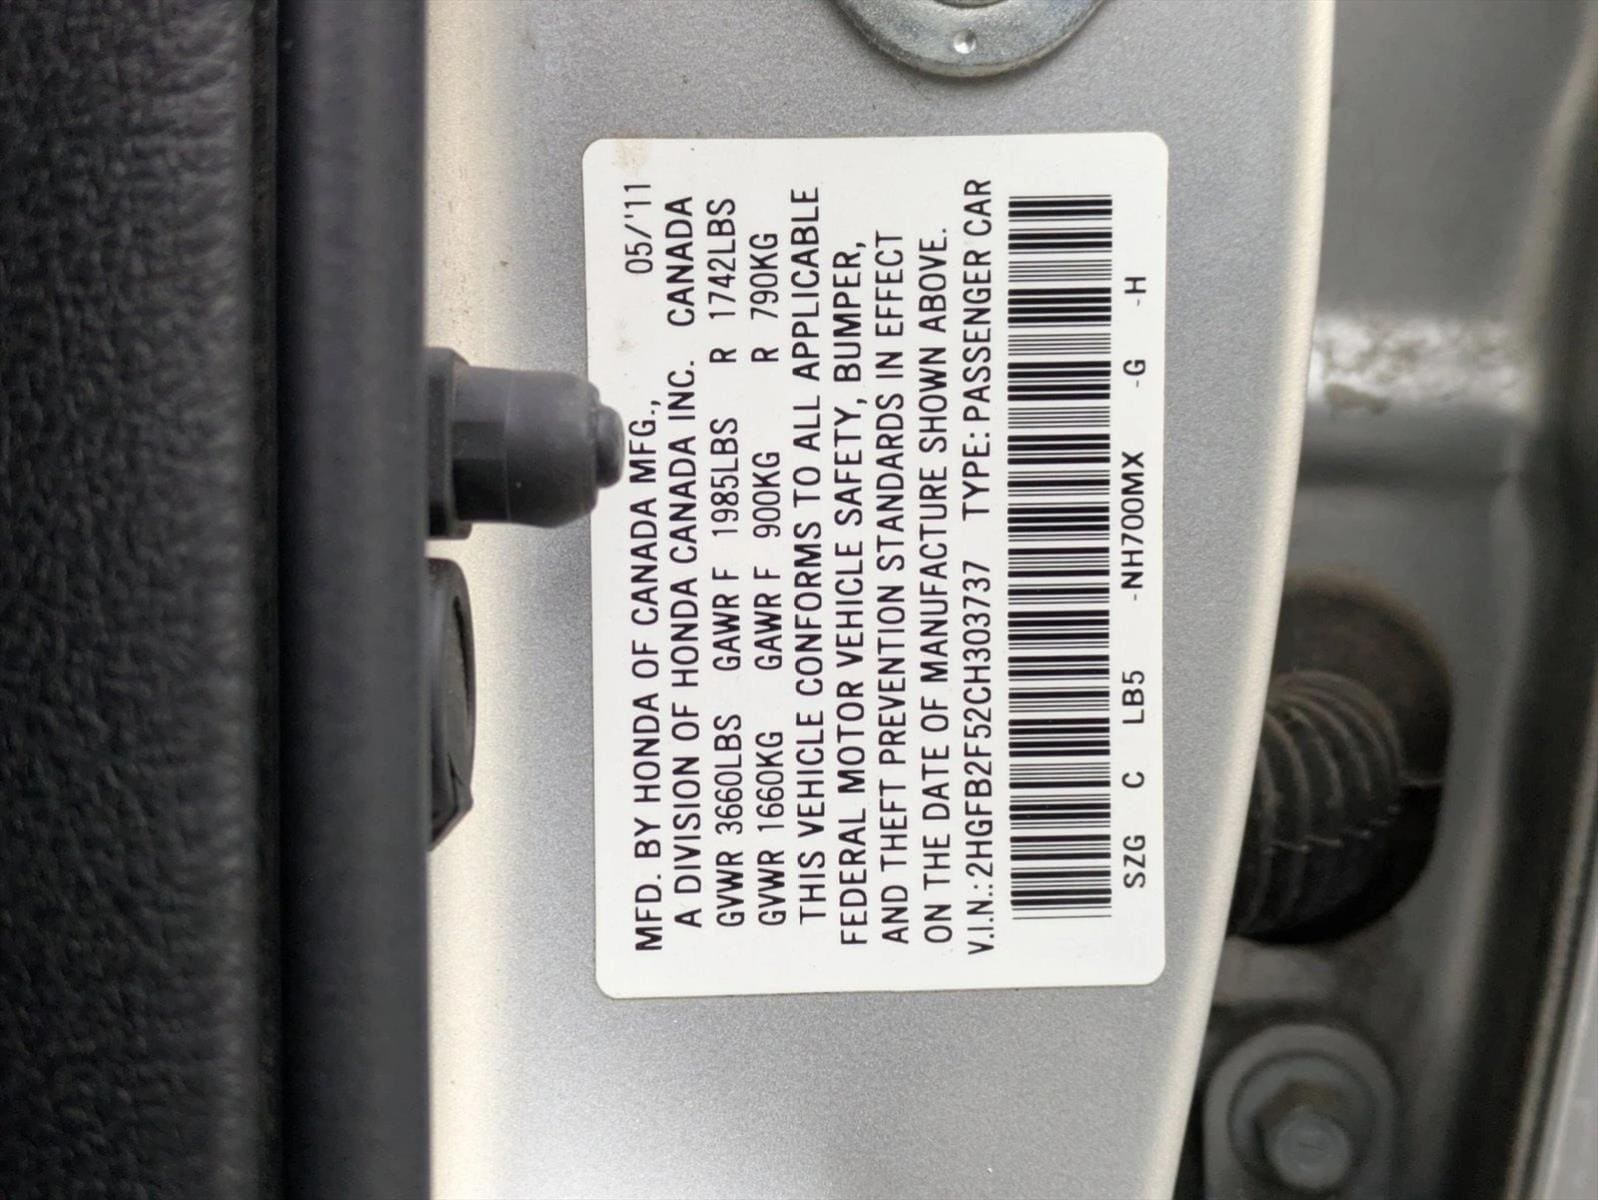 MFD. BY HONDA OF CANADA MFG., 05/'11
A DIVISION OF HONDA CANADA INC. CANADA
GVWR 3660LBS GAWR F 1985LBS R 1742LBS
GVWR 1660KG GAWR F 900KG R 790KG
THIS VEHICLE CONFORMS TO ALL APPLICABLE
FEDERAL MOTOR VEHICLE SAFETY, BUMPER,
AND THEFT PREVENTION STANDARDS IN EFFECT
ON THE DATE OF MANUFACTURE SHOWN ABOVE.
V.I.N.: 2HGFB2F52CH303737 TYPE: PASSENGER CAR
SZG C LB5 -NH700MX -G -H